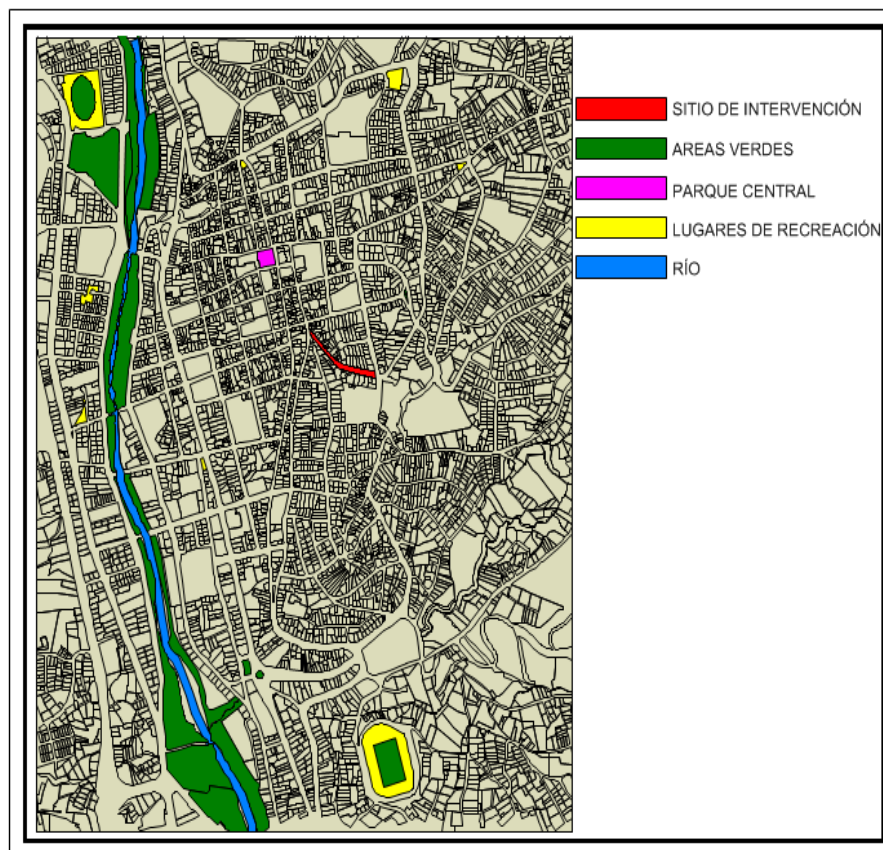 SITIO DE INTERVENCIÓN
AREAS VERDES
PARQUE CENTRAL
LUGARES DE RECREACIÓN
RÍO